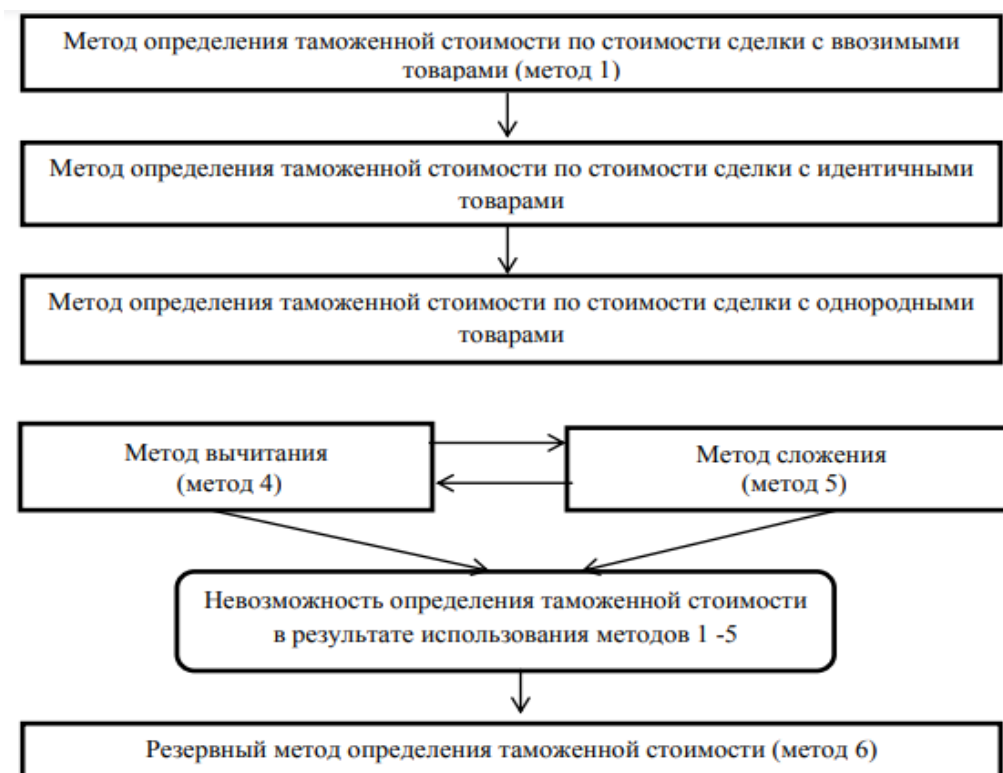 Метод определения таможенной стоимости по стоимости сделки с ввозимыми
товарами (метод 1)
Метод определения таможенной стоимости по стоимости сделки с идентичными
товарами
Метод определения таможенной стоимости по стоимости сделки с однородными
товарами
Метод вычитания
(метод 4)
Метод сложения
(метод 5)
Невозможность определения таможенной стоимости
в результате использования методов 1 -5
Резервный метод определения таможенной стоимости (метод 6)